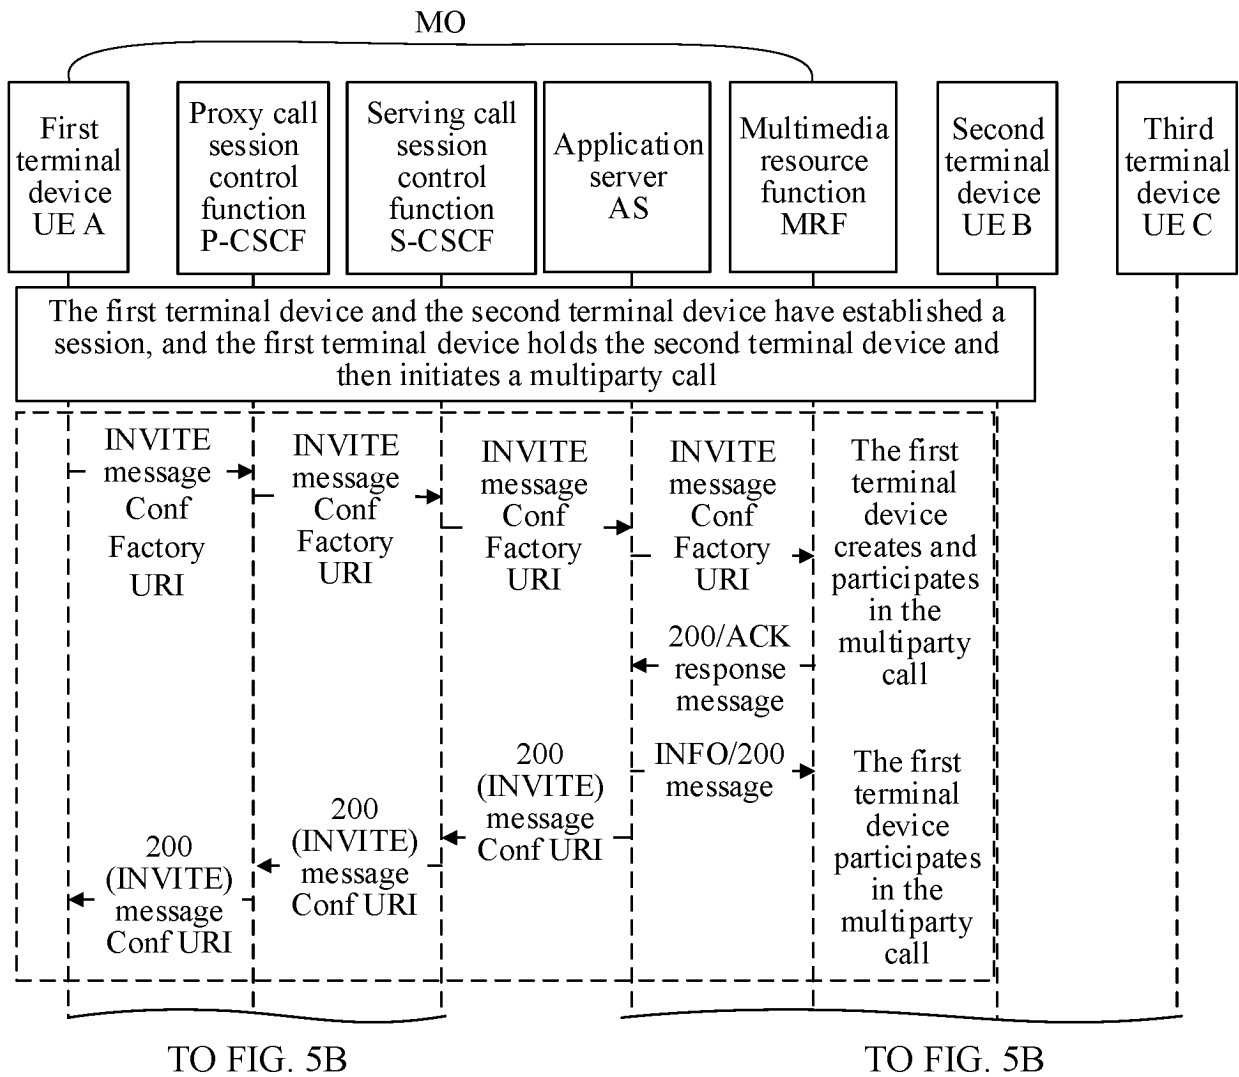 MO
First
terminal
device
UE A
Proxy call
session
control
function
P-CSCF
Serving call
session
control
function
S-CSCF
Application
server
AS
Multimedia
resource
function
MRF
Second
terminal
device
UE B
Third
terminal
device
UE C
The first terminal device and the second terminal device have established a
session, and the first terminal device holds the second terminal device and
then initiates a multiparty call
INVITE
message
Conf
Factory
URI
INVITE
message
Conf
Factory
URI
INVITE
message
Conf
Factory
URI
INVITE
message
Conf
Factory
URI
The first
terminal
device
creates and
participates
in the
multiparty
call
200/ACK
response
message
INFO/200
message
200
(INVITE)
message
Conf URI
200
(INVITE)
message
Conf URI
200
(INVITE)
message
Conf URI
The first
terminal
device
participates
in the
multiparty
call
TO FIG. 5B
TO FIG. 5B